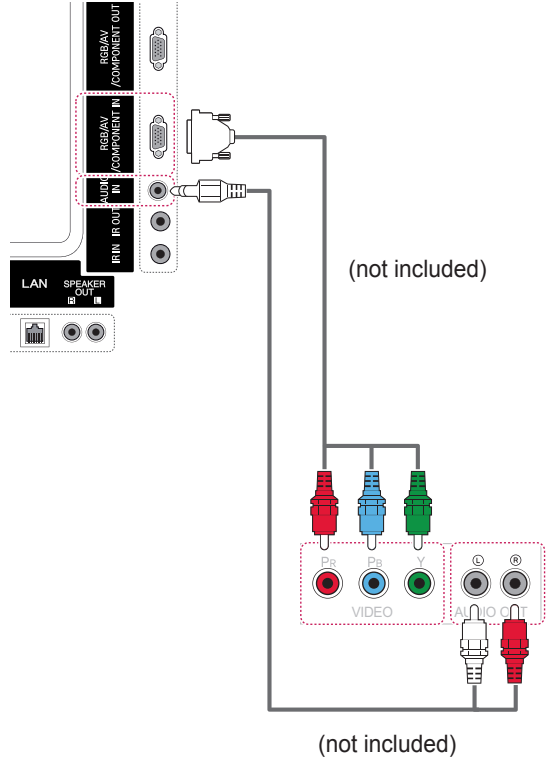 RGB/AV
/COMPONENT OUT
RGB/AV
/COMPONENT IN
AUDIO
IN
IR OUT
IR IN
LAN
SPEAKER
OUT
R L
(not included)
PR PB Y
VIDEO
L R
AUDIO OUT
(not included)